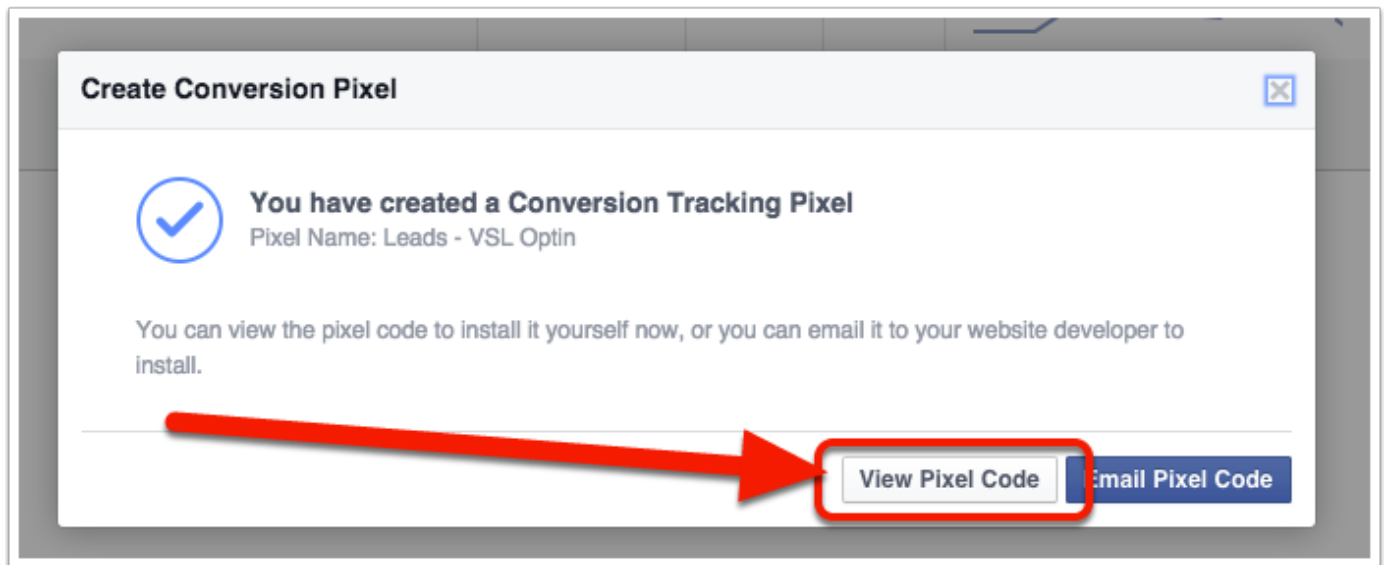 Create Conversion Pixel
You have created a Conversion Tracking Pixel
Pixel Name: Leads - VSL Optin
You can view the pixel code to install it yourself now, or you can email it to your website developer to
install.
View Pixel Code
Email Pixel Code